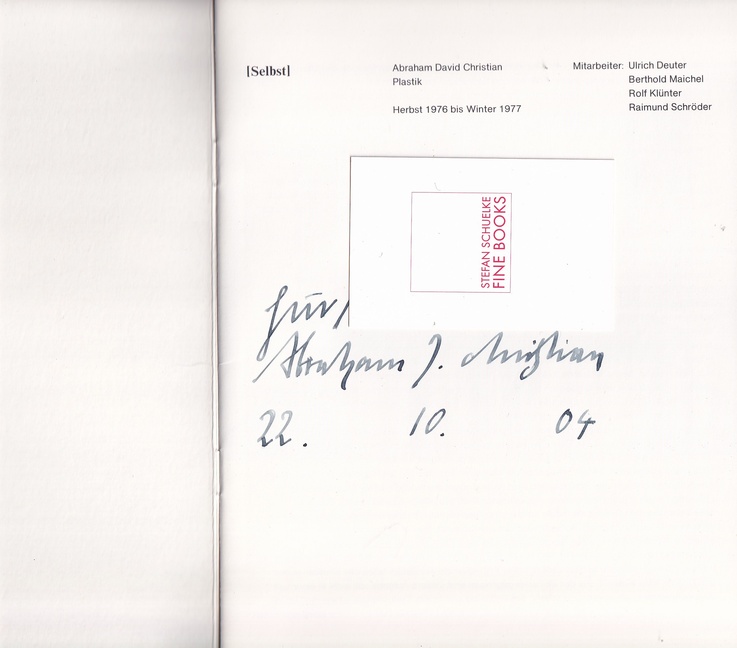 [Selbst]
Abraham David Christian
Plastik
Herbst 1976 bis Winter 1977
Mitarbeiter: Ulrich Deuter
Berthold Maichel
Rolf Klünter
Raimund Schröder
STEFAN SCHUELKE
FINE BOOKS
für
Abraham D. Christian
22. 10. 04